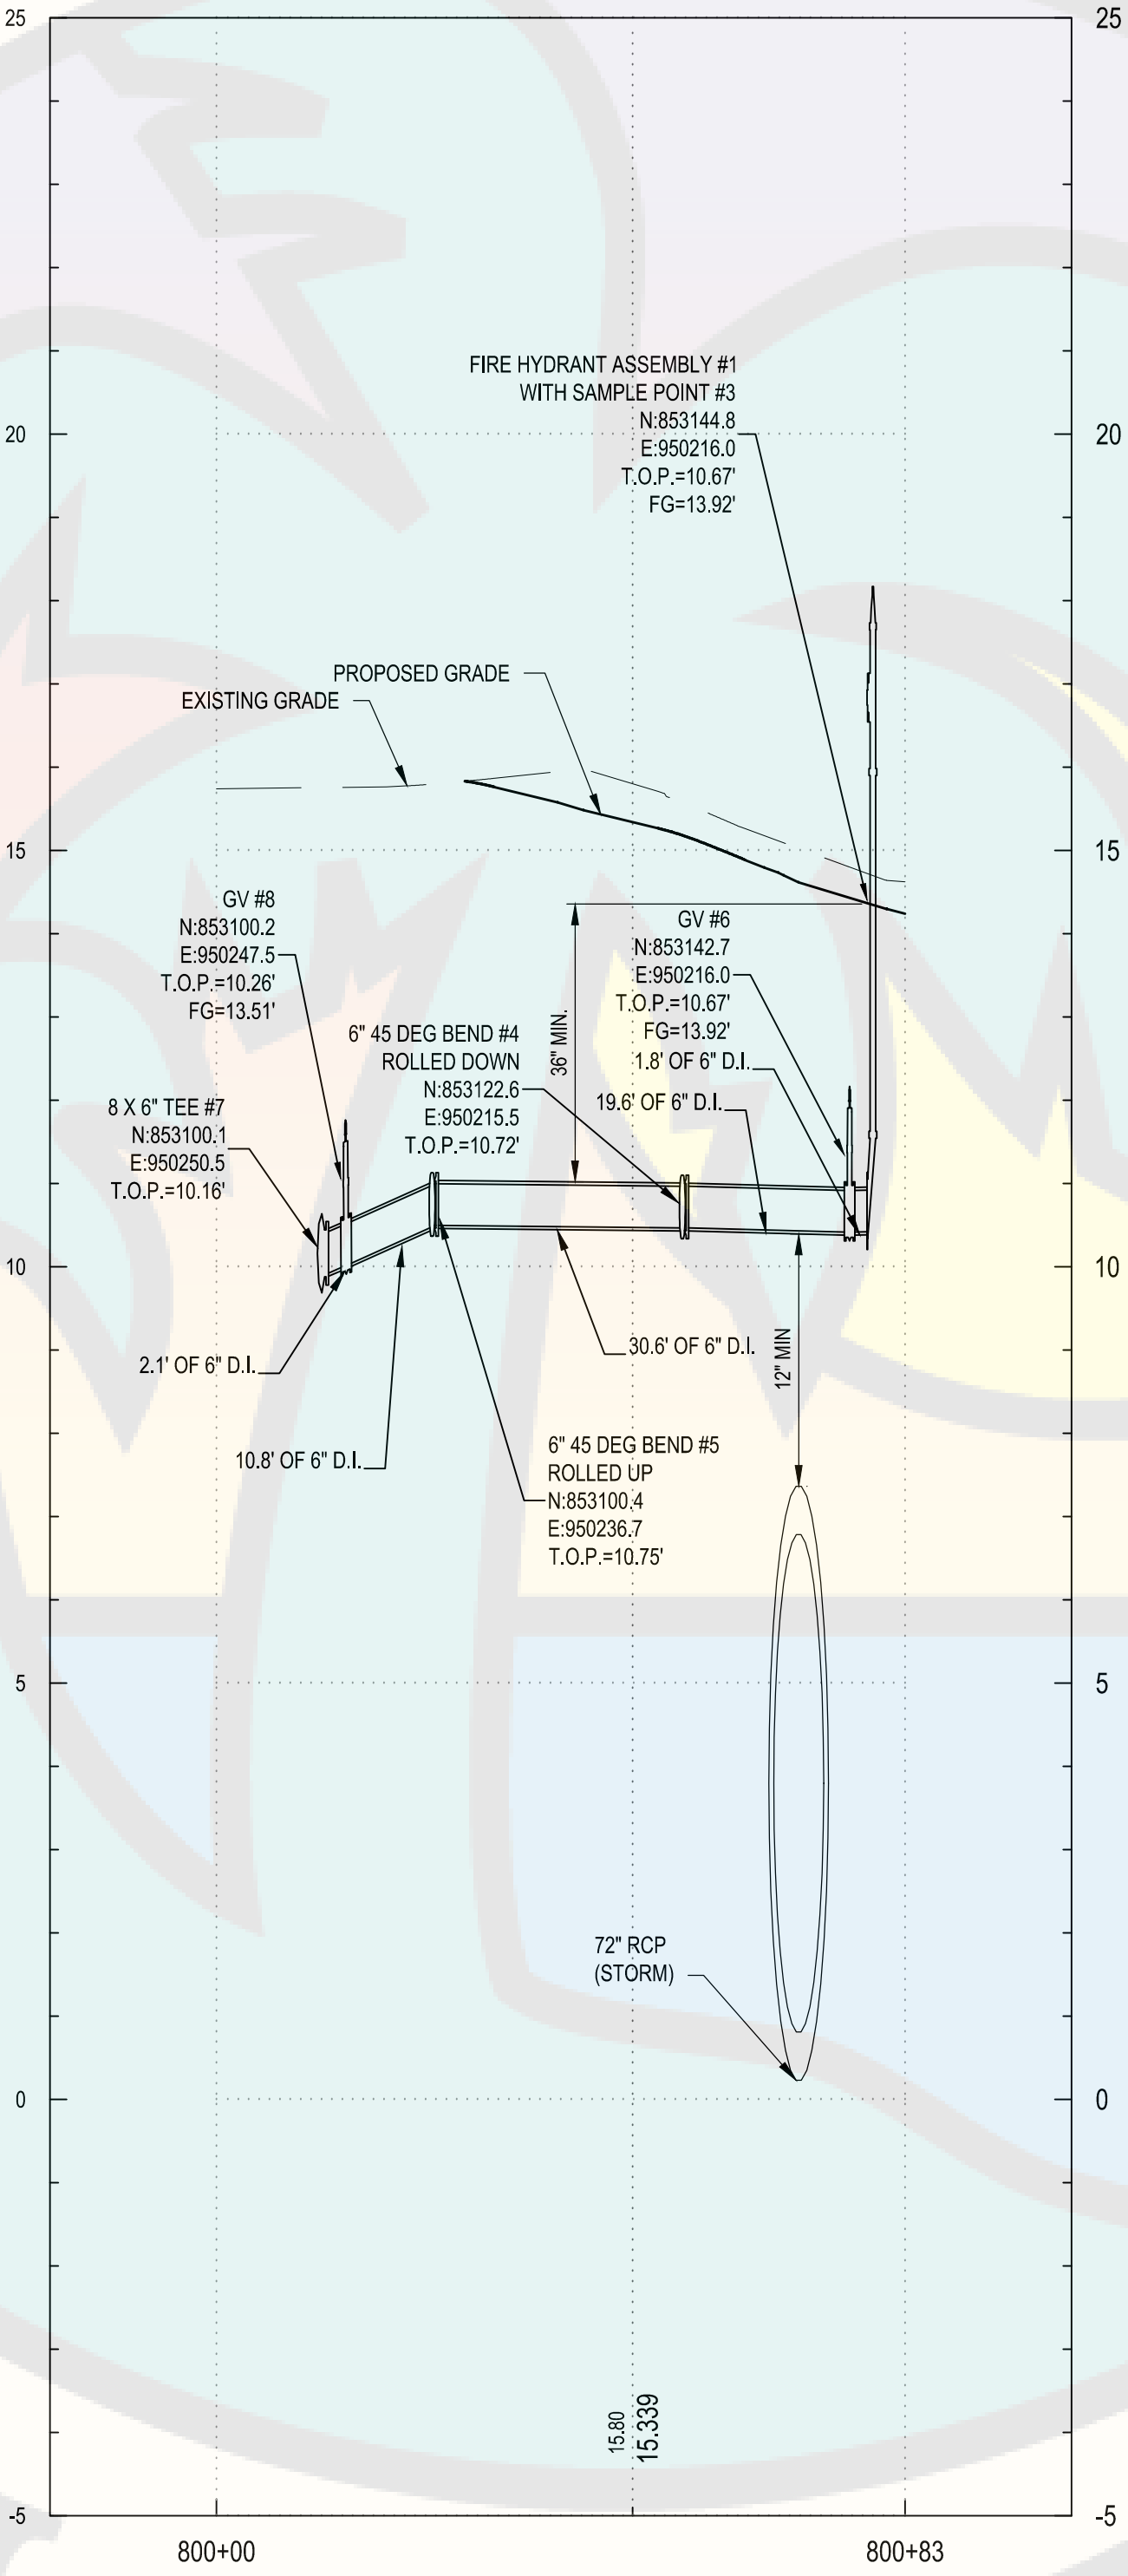 25
25
FIRE HYDRANT ASSEMBLY #1
WITH SAMPLE POINT #3
N:853144.8
E:950216.0
T.O.P.=10.67'
FG=13.92'
20
20
PROPOSED GRADE
EXISTING GRADE
15
15
GV #8
N:853100.2
E:950247.5
T.O.P.=10.26'
FG=13.51'
GV #6
N:853142.7
E:950216.0
T.O.P.=10.67'
FG=13.92'
36" MIN.
6" 45 DEG BEND #4
ROLLED DOWN
N:853122.6
E:950215.5
T.O.P.=10.72'
1.8' OF 6" D.I.
19.6' OF 6" D.I.
8 X 6" TEE #7
N:853100.1
E:950250.5
T.O.P.=10.16'
10
10
2.1' OF 6" D.I.
30.6' OF 6" D.I.
12" MIN
10.8' OF 6" D.I.
6" 45 DEG BEND #5
ROLLED UP
N:853100.4
E:950236.7
T.O.P.=10.75'
5
5
72" RCP
(STORM)
0
0
15.80
15.339
-5
-5
800+00
800+83